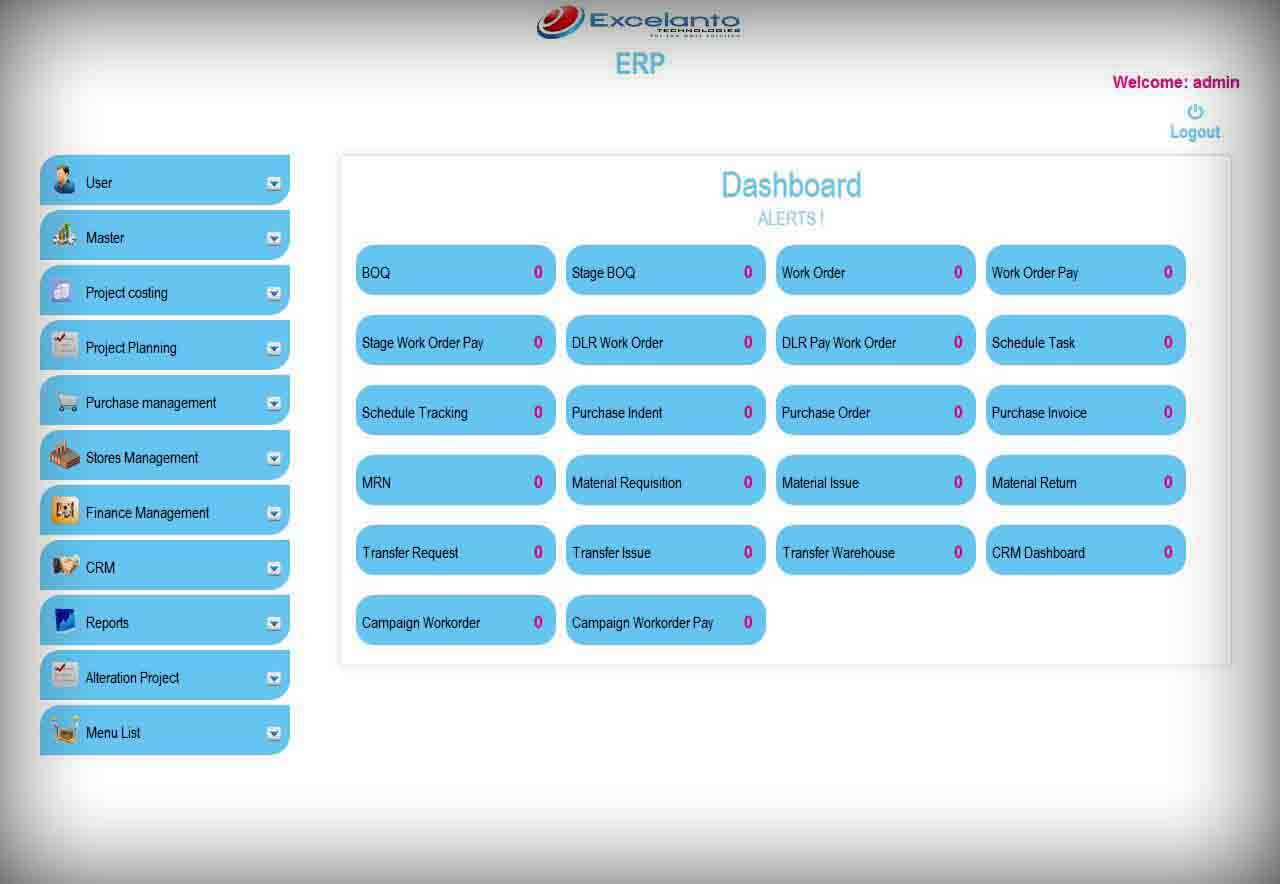 Excelanto
TECHNOLOGIES
ERP
Welcome: admin
Logout
User
Master
Project costing
Project Planning
Purchase management
Stores Management
Finance Management
CRM
Reports
Alteration Project
Menu List
Dashboard
ALERTS !
BOQ 0 Stage BOQ 0 Work Order 0 Work Order Pay 0
Stage Work Order Pay 0 DLR Work Order 0 DLR Pay Work Order 0 Schedule Task 0
Schedule Tracking 0 Purchase Indent 0 Purchase Order 0 Purchase Invoice 0
MRN 0 Material Requisition 0 Material Issue 0 Material Return 0
Transfer Request 0 Transfer Issue 0 Transfer Warehouse 0 CRM Dashboard 0
Campaign Workorder 0 Campaign Workorder Pay 0